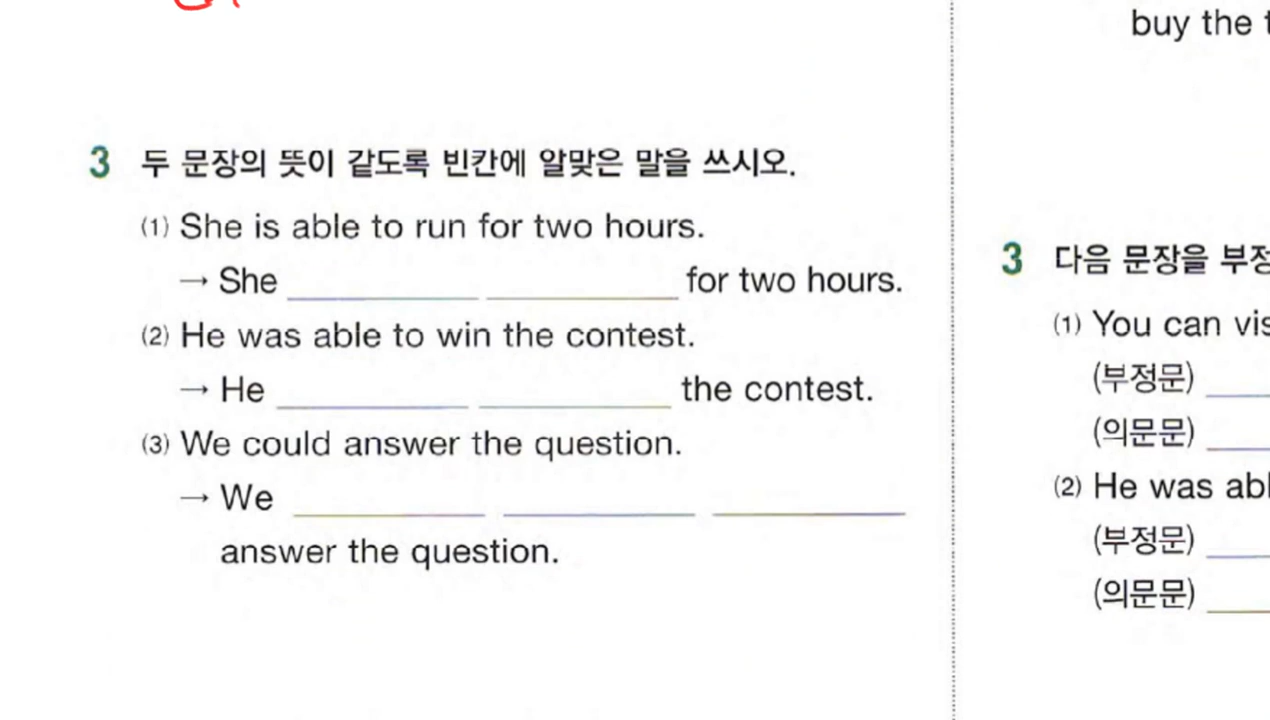 buy the
3 두 문장의 뜻이 같도록 빈칸에 알맞은 말을 쓰시오.
(1) She is able to run for two hours.
→ She for two hours.
(2) He was able to win the contest.
→ He the contest.
(3) We could answer the question.
→ We
answer the question.
3 다음 문장을
(1) You can
(부정문)
(의문문)
(2) He was
(부정문)
(의문문)